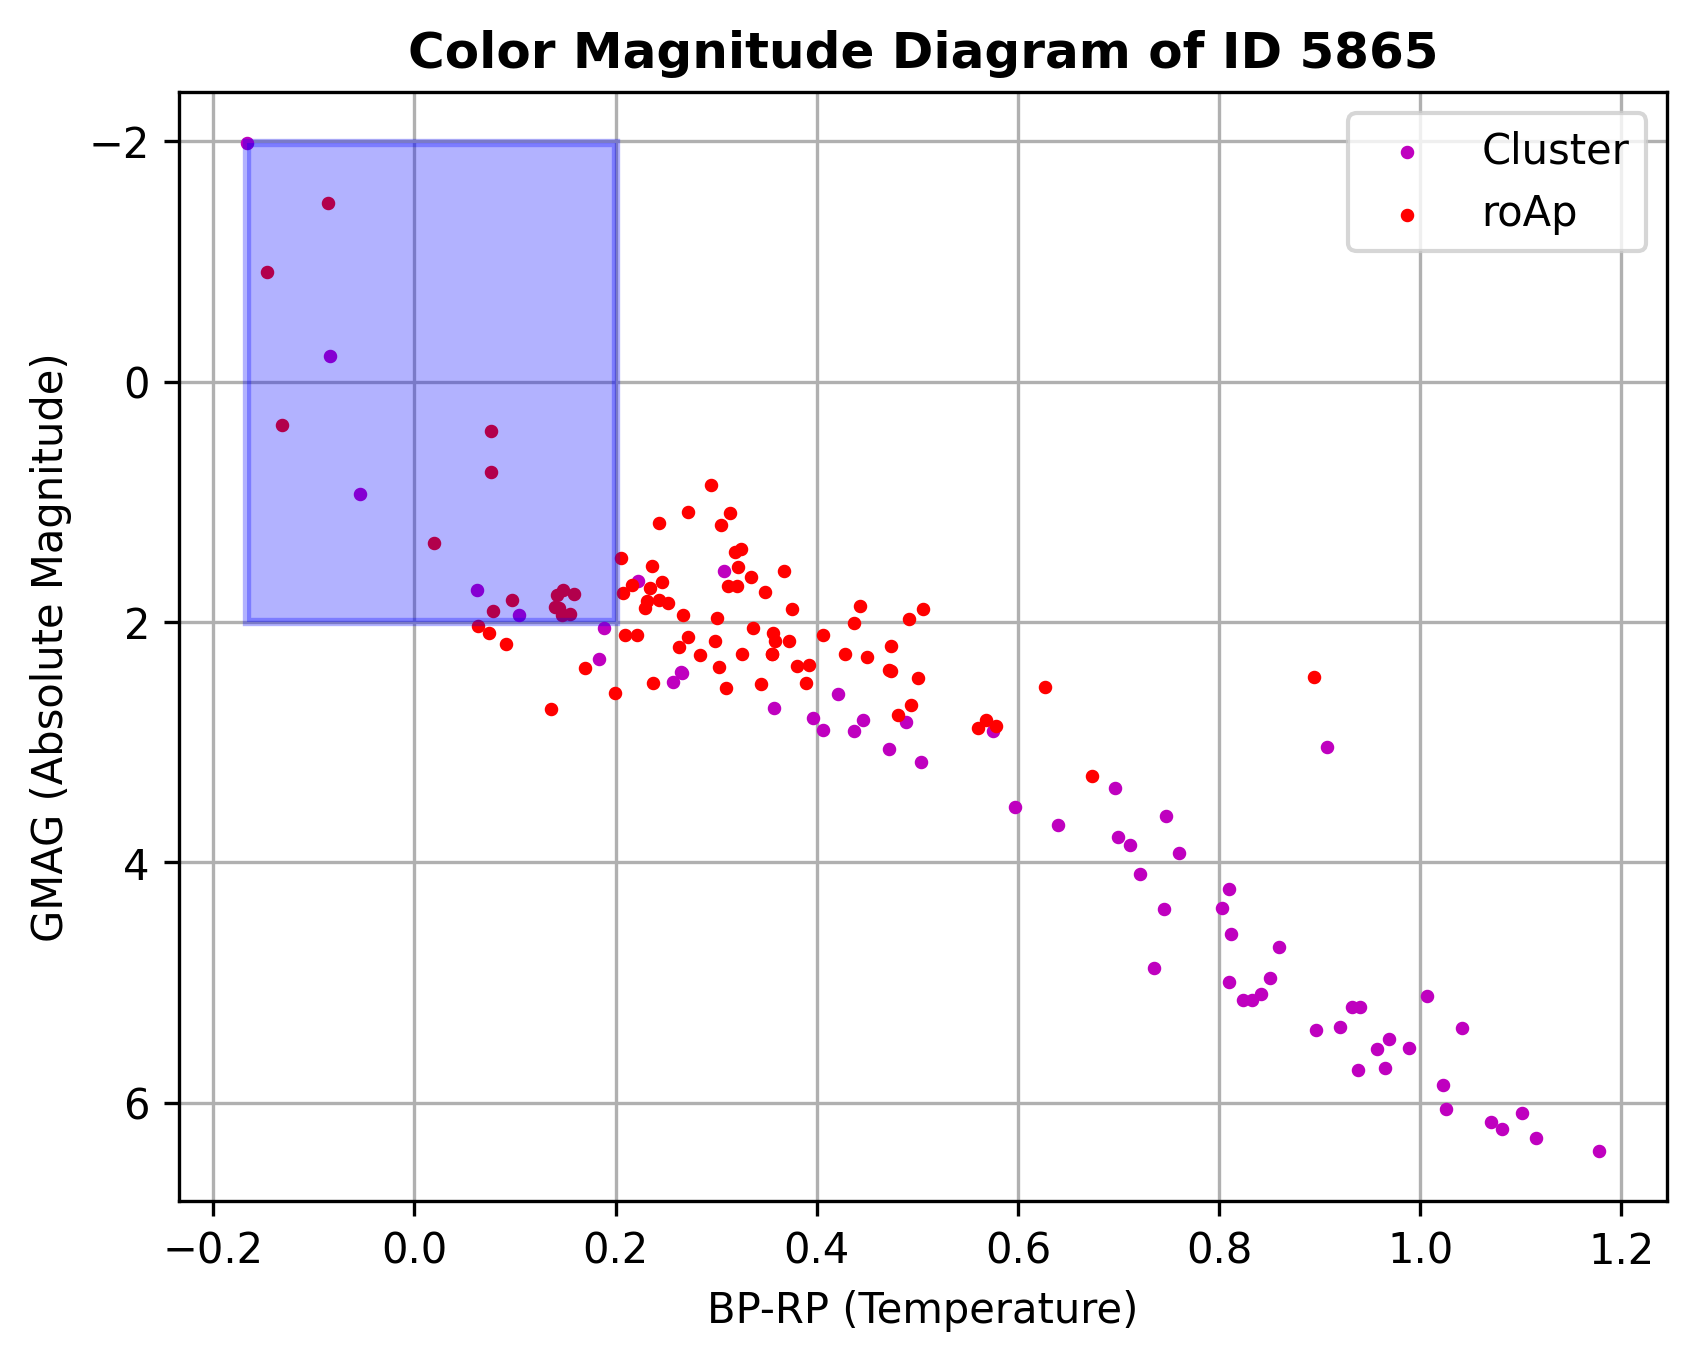 Color Magnitude Diagram of ID 5865
Cluster
roAp
−2
0
2
4
6
GMAG (Absolute Magnitude)
−0.2 0.0 0.2 0.4 0.6 0.8 1.0 1.2
BP-RP (Temperature)